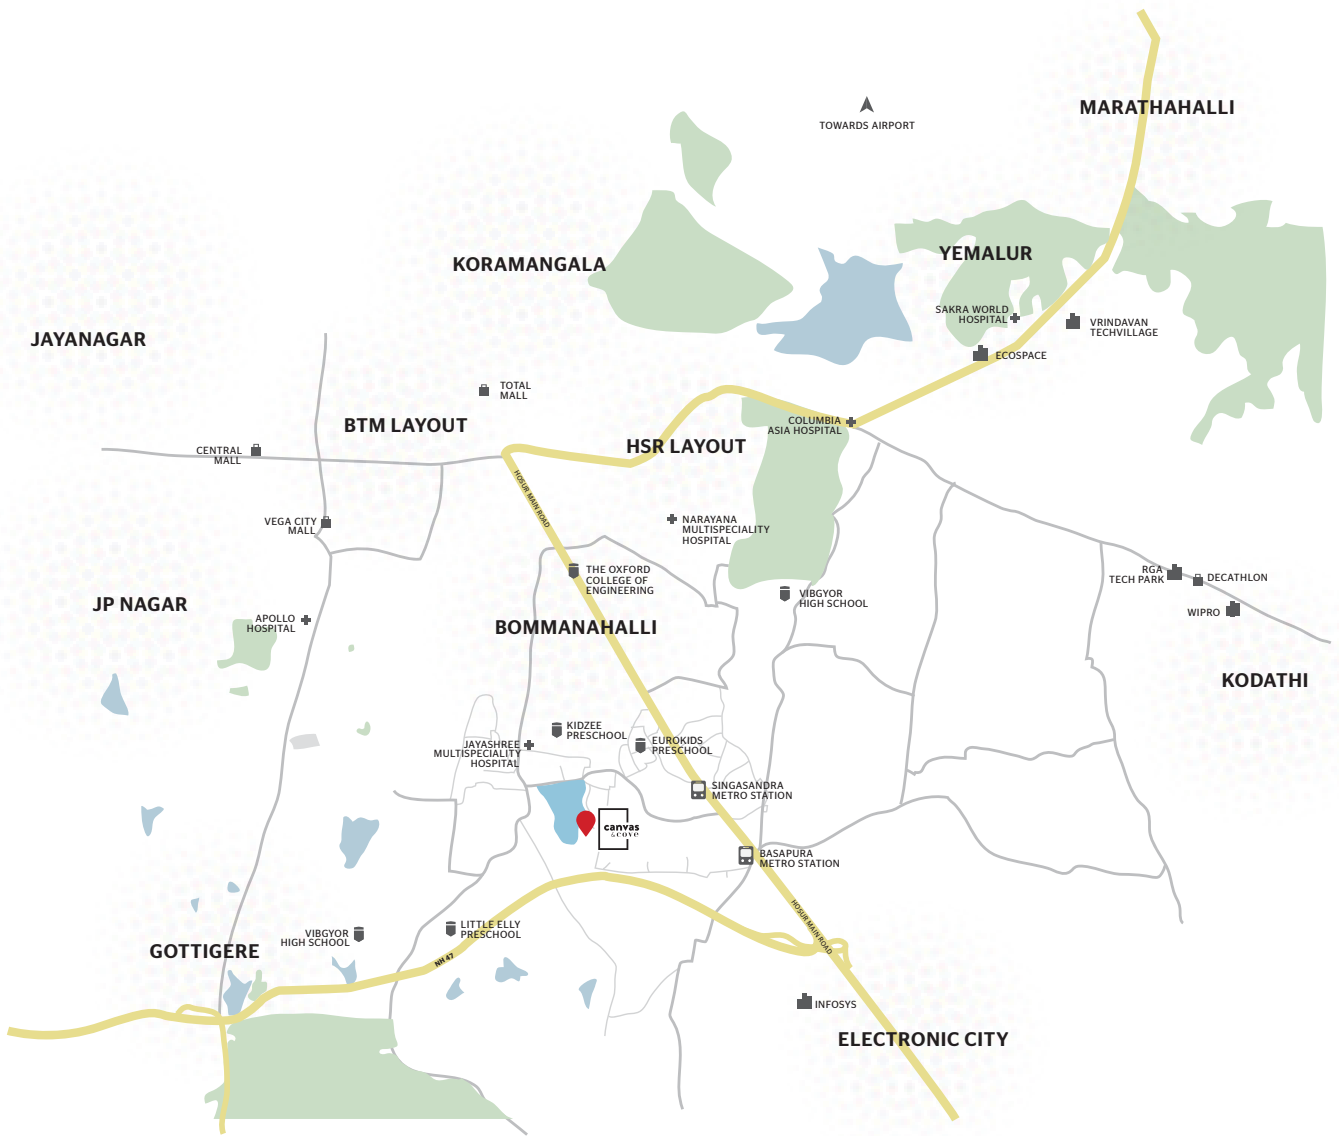 MARATHAHALLI
TOWARDS AIRPORT
YEMALUR
KORAMANGALA
SAKRA WORLD
HOSPITAL
VRINDAVAN
TECHVILLAGE
JAYANAGAR
ECOSPACE
TOTAL
MALL
BTM LAYOUT
COLUMBIA
ASIA HOSPITAL
HSR LAYOUT
CENTRAL
MALL
HOSUR MAIN ROAD
VEGA CITY
MALL
NARAYANA
MULTISPECIALITY
HOSPITAL
THE OXFORD
COLLEGE OF
ENGINEERING
RGA
TECH PARK
DECATHLON
VIBGYOR
HIGH SCHOOL
JP NAGAR
WIPRO
APOLLO
HOSPITAL
BOMMANAHALLI
KODATHI
KIDZEE
PRESCHOOL
JAYASHREE
MULTISPECIALITY
HOSPITAL
EUROKIDS
PRESCHOOL
SINGASANDRA
METRO STATION
canvas
& cove
BASAPURA
METRO STATION
HOSUR MAIN ROAD
LITTLE ELLY
PRESCHOOL
VIBGYOR
HIGH SCHOOL
GOTTIGERE
NH 47
INFOSYS
ELECTRONIC CITY